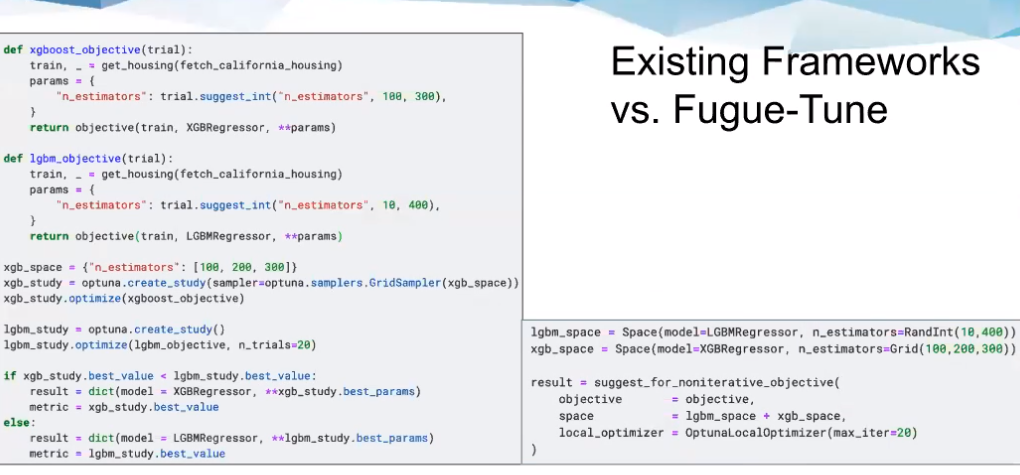 Existing Frameworks
vs. Fugue-Tune
def xgboost_objective(trial):
    train, _ = get_housing(fetch_california_housing)
    params = {
        "n_estimators": trial.suggest_int("n_estimators", 100, 300),
    }
    return objective(train, XGBRegressor, **params)
def lgbm_objective(trial):
    train, _ = get_housing(fetch_california_housing)
    params = {
        "n_estimators": trial.suggest_int("n_estimators", 10, 400),
    }
    return objective(train, LGBMRegressor, **params)
xgb_space = {"n_estimators": [100, 200, 300]}
xgb_study = optuna.create_study(sampler=optuna.samplers.GridSampler(xgb_space))
xgb_study.optimize(xgboost_objective)
lgbm_study = optuna.create_study()
lgbm_study.optimize(lgbm_objective, n_trials=20)
if xgb_study.best_value < lgbm_study.best_value:
    result = dict(model = XGBRegressor, **xgb_study.best_params)
    metric = xgb_study.best_value
else:
    result = dict(model = LGBMRegressor, **lgbm_study.best_params)
    metric = lgbm_study.best_value
lgbm_space = Space(model=LGBMRegressor, n_estimators=RandInt(10,400))
xgb_space = Space(model=XGBRegressor, n_estimators=Grid(100,200,300))
result = suggest_for_noniterative_objective(
    objective       = objective,
    space           = lgbm_space + xgb_space,
    local_optimizer = OptunaLocalOptimizer(max_iter=20)
)